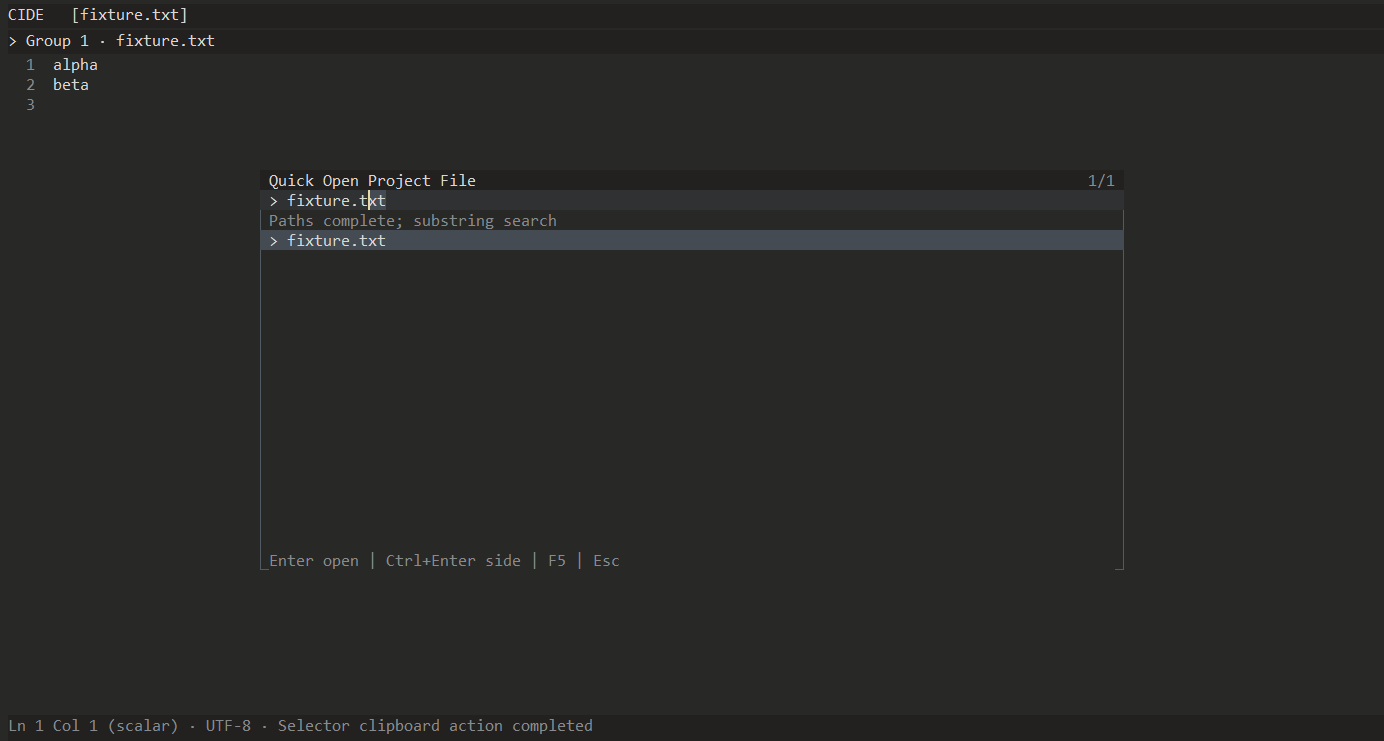 CIDE [fixture.txt]
> Group 1 · fixture.txt
1 alpha
2 beta
3
Quick Open Project File 1/1
> fixture.txt
Paths complete; substring search
> fixture.txt
Enter open | Ctrl+Enter side | F5 | Esc
Ln 1 Col 1 (scalar) · UTF-8 · Selector clipboard action completed